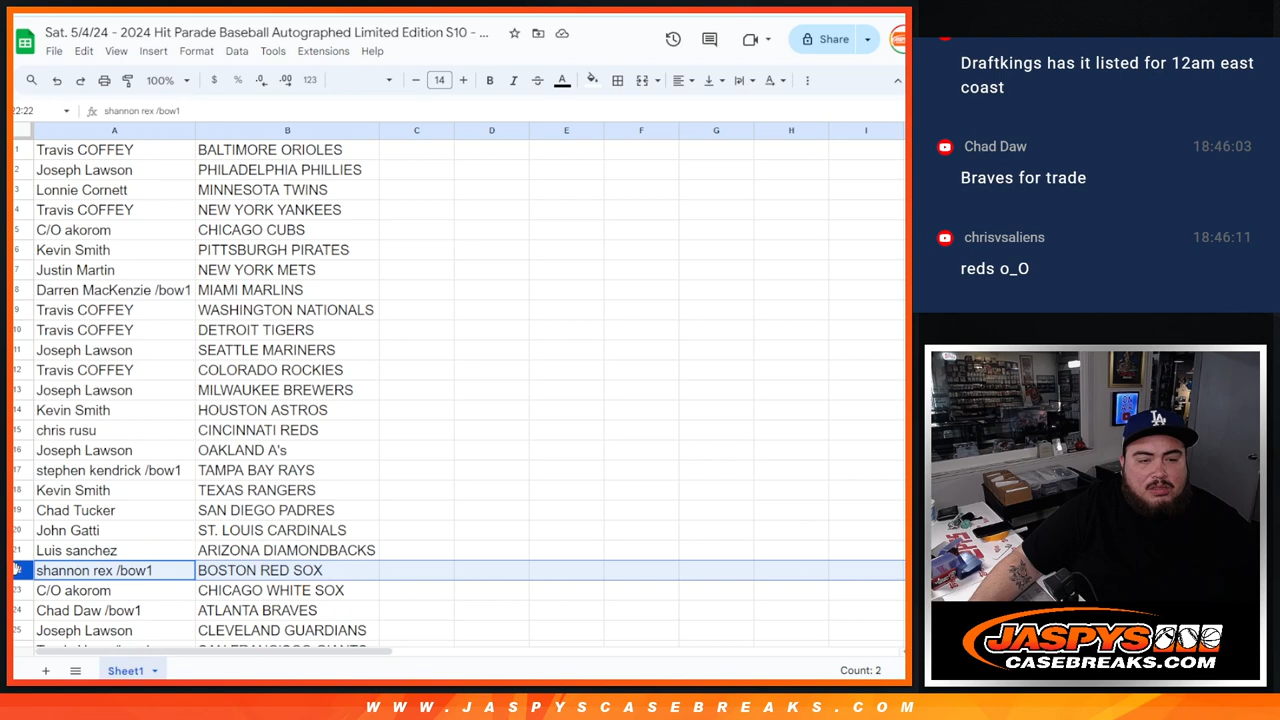 Sat. 5/4/24 - 2024 Hit Parade Baseball Autographed Limited Edition S10 - ...
File Edit View Insert Format Data Tools Extensions Help
Share
100% $ % .0 .00 123 14 B I A
22:22 fx shannon rex /bow1
A B C D E F G H I
1 Travis COFFEY BALTIMORE ORIOLES
2 Joseph Lawson PHILADELPHIA PHILLIES
3 Lonnie Cornett MINNESOTA TWINS
4 Travis COFFEY NEW YORK YANKEES
5 C/O akorom CHICAGO CUBS
6 Kevin Smith PITTSBURGH PIRATES
7 Justin Martin NEW YORK METS
8 Darren MacKenzie /bow1 MIAMI MARLINS
9 Travis COFFEY WASHINGTON NATIONALS
10 Travis COFFEY DETROIT TIGERS
11 Joseph Lawson SEATTLE MARINERS
12 Travis COFFEY COLORADO ROCKIES
13 Joseph Lawson MILWAUKEE BREWERS
14 Kevin Smith HOUSTON ASTROS
15 chris rusu CINCINNATI REDS
16 Joseph Lawson OAKLAND A's
17 stephen kendrick /bow1 TAMPA BAY RAYS
18 Kevin Smith TEXAS RANGERS
19 Chad Tucker SAN DIEGO PADRES
20 John Gatti ST. LOUIS CARDINALS
21 Luis sanchez ARIZONA DIAMONDBACKS
shannon rex /bow1 BOSTON RED SOX
23 C/O akorom CHICAGO WHITE SOX
24 Chad Daw /bow1 ATLANTA BRAVES
25 Joseph Lawson CLEVELAND GUARDIANS
Sheet1
Count: 2
Draftkings has it listed for 12am east
coast
Chad Daw 18:46:03
Braves for trade
chrisvsaliens 18:46:11
reds o_O
LA
JASPYS
CASEBREAKS.COM
WWW.JASPYSCASEBREAKS.COM